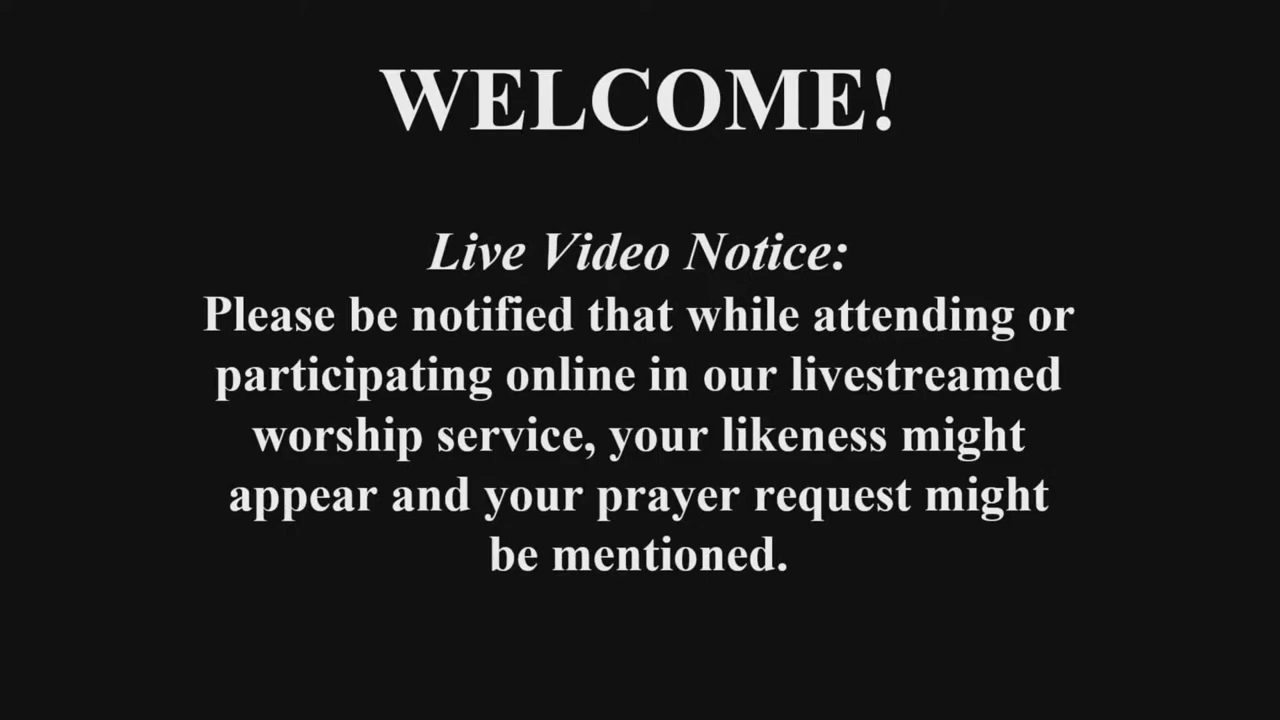 WELCOME!
Live Video Notice:
Please be notified that while attending or
participating online in our livestreamed
worship service, your likeness might
appear and your prayer request might
be mentioned.